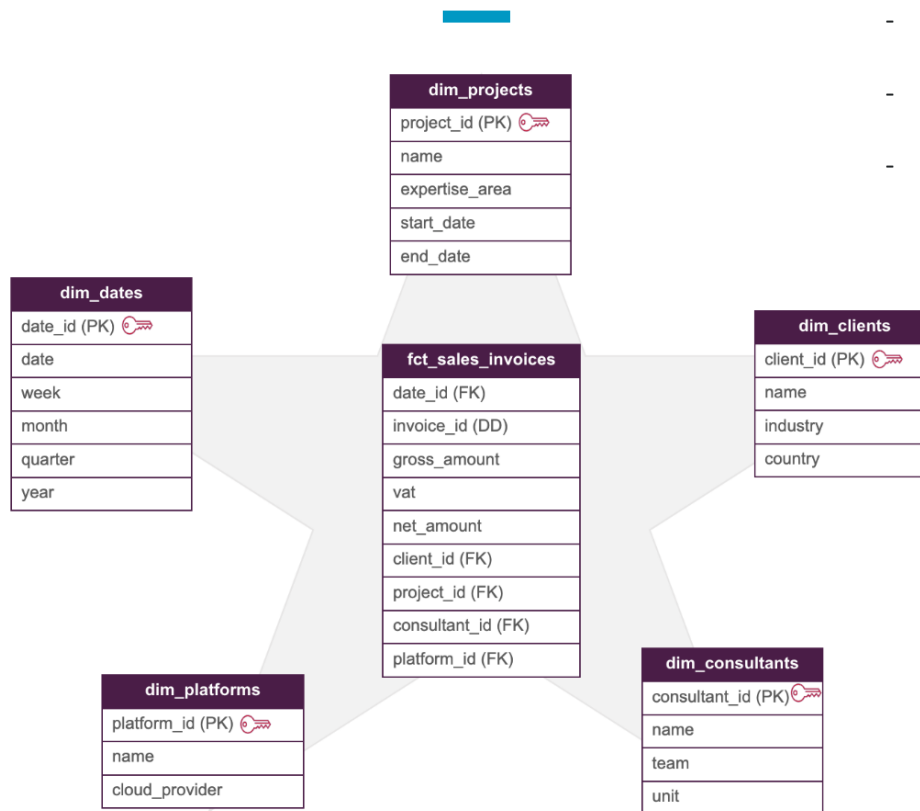 -
-
-
dim_projects
project_id (PK)
name
expertise_area
start_date
end_date
dim_dates
date_id (PK)
date
week
month
quarter
year
dim_clients
client_id (PK)
name
industry
country
fct_sales_invoices
date_id (FK)
invoice_id (DD)
gross_amount
vat
net_amount
client_id (FK)
project_id (FK)
consultant_id (FK)
platform_id (FK)
dim_platforms
platform_id (PK)
name
cloud_provider
dim_consultants
consultant_id (PK)
name
team
unit